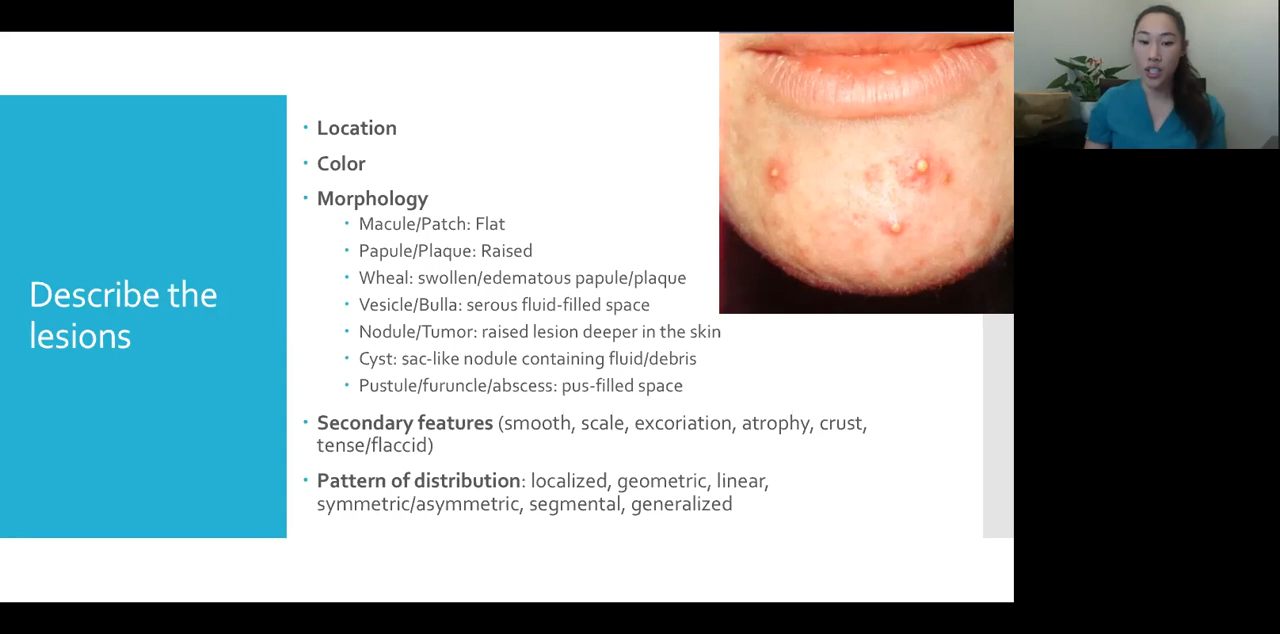 Describe the
lesions
Location
Color
Morphology
Macule/Patch: Flat
Papule/Plaque: Raised
Wheal: swollen/edematous papule/plaque
Vesicle/Bulla: serous fluid-filled space
Nodule/Tumor: raised lesion deeper in the skin
Cyst: sac-like nodule containing fluid/debris
Pustule/furuncle/abscess: pus-filled space
Secondary features (smooth, scale, excoriation, atrophy, crust,
tense/flaccid)
Pattern of distribution: localized, geometric, linear,
symmetric/asymmetric, segmental, generalized